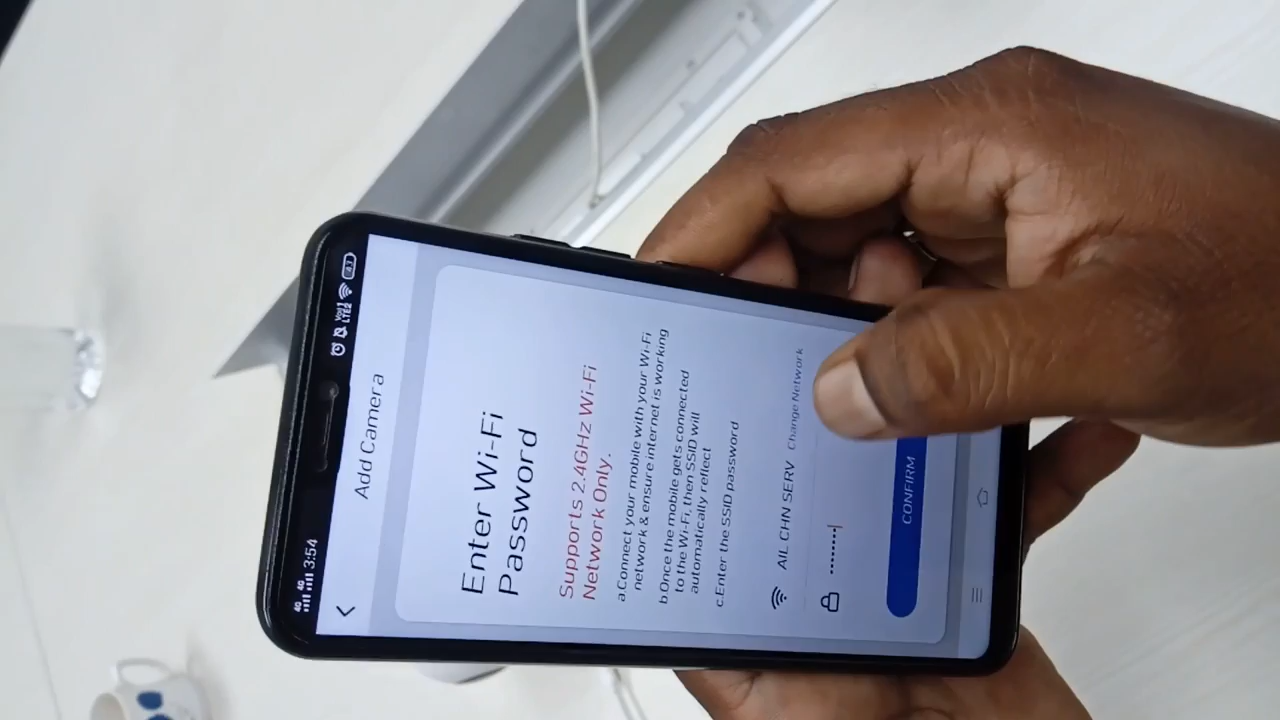 3:54
Add Camera
Enter Wi-Fi
Password
Supports 2.4GHz Wi-Fi
Network Only.
a.Connect your mobile with your Wi-Fi
network & ensure internet is working
b.Once the mobile gets connected
to the Wi-Fi, then SSID will
automatically reflect
c.Enter the SSID password
AIL CHN SERV Change Network
CONFIRM